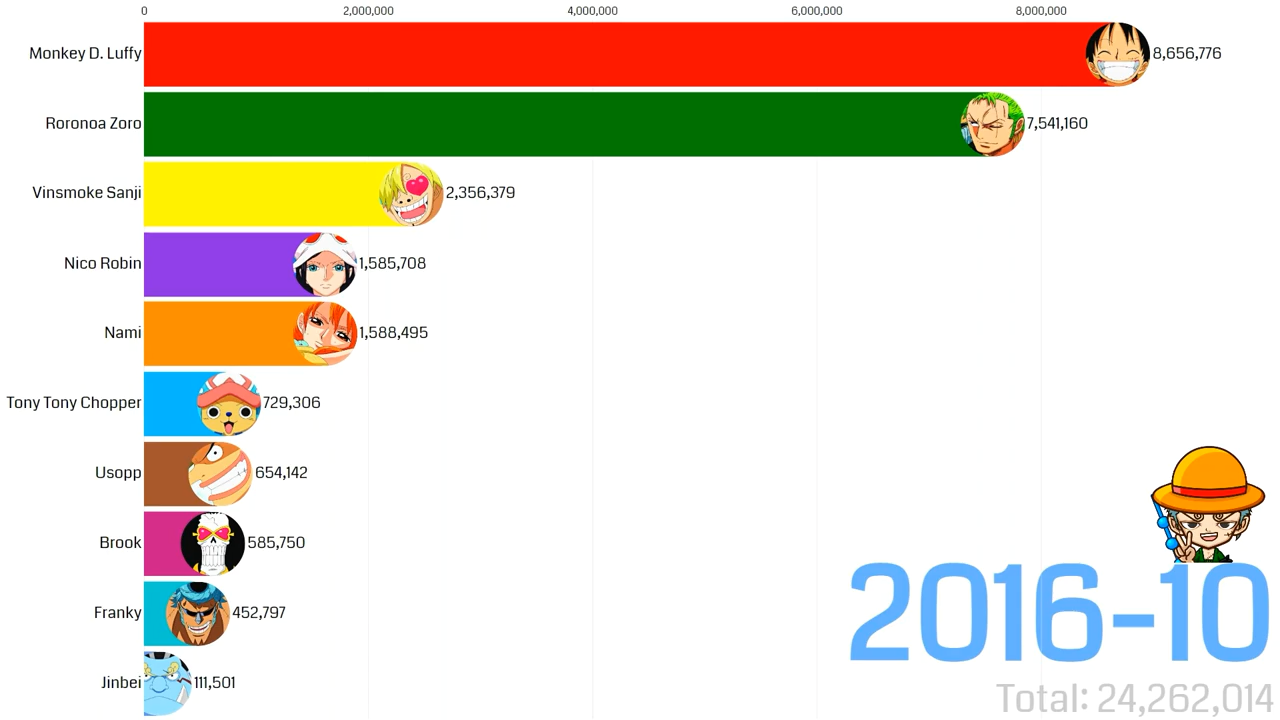 0 2,000,000 4,000,000 6,000,000 8,000,000
Monkey D. Luffy 8,656,776
Roronoa Zoro 7,541,160
Vinsmoke Sanji 2,356,379
Nico Robin 1,585,708
Nami 1,588,495
Tony Tony Chopper 729,306
Usopp 654,142
Brook 585,750
Franky 452,797
Jinbei 111,501
2016-10
Total: 24,262,014